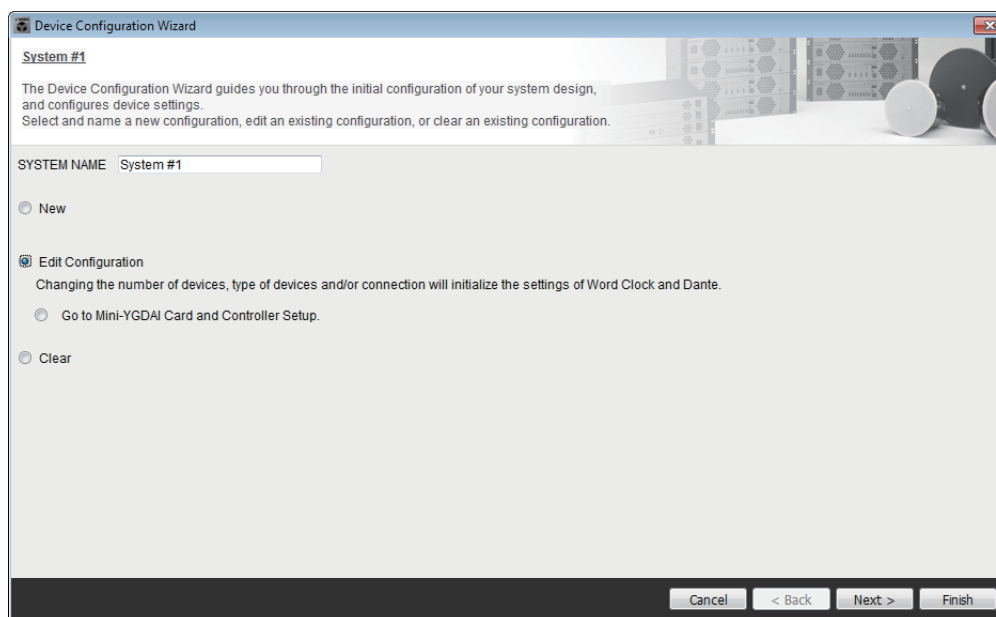 Device Configuration Wizard
System #1
The Device Configuration Wizard guides you through the initial configuration of your system design,
and configures device settings.
Select and name a new configuration, edit an existing configuration, or clear an existing configuration.
SYSTEM NAME System #1
New
Edit Configuration
Changing the number of devices, type of devices and/or connection will initialize the settings of Word Clock and Dante.
Go to Mini-YGDAI Card and Controller Setup.
Clear
Cancel < Back Next > Finish